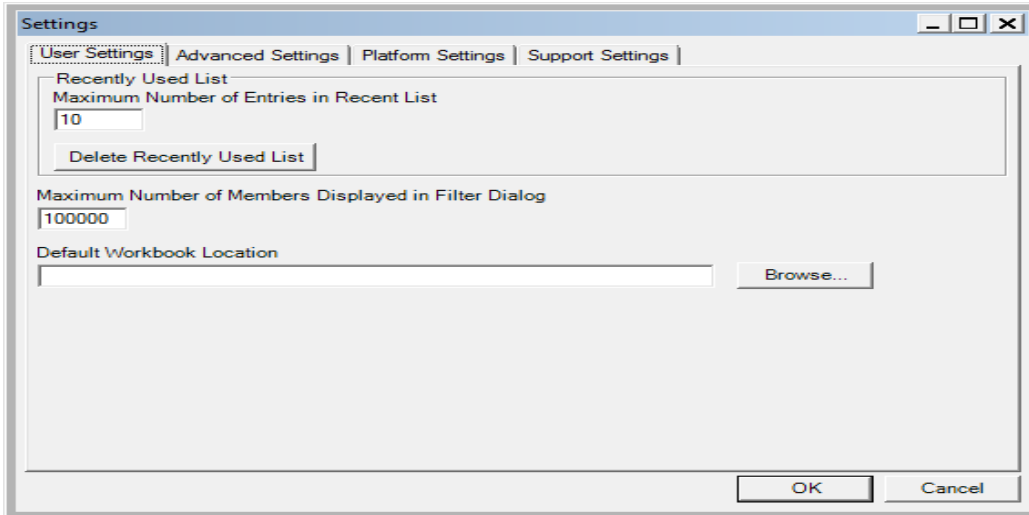 Settings
User Settings Advanced Settings Platform Settings Support Settings
Recently Used List
Maximum Number of Entries in Recent List
10
Delete Recently Used List
Maximum Number of Members Displayed in Filter Dialog
100000
Default Workbook Location
Browse...
OK Cancel